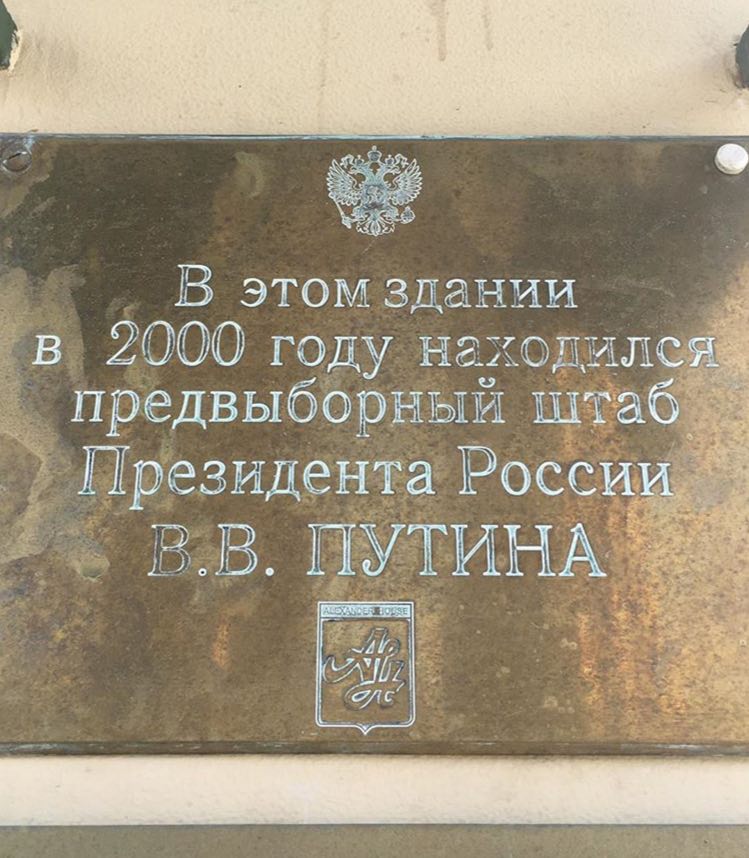 В этом здании
в 2000 году находился
предвыборный штаб
Президента России
В.В. ПУТИНА
ALEXANDER HOUSE